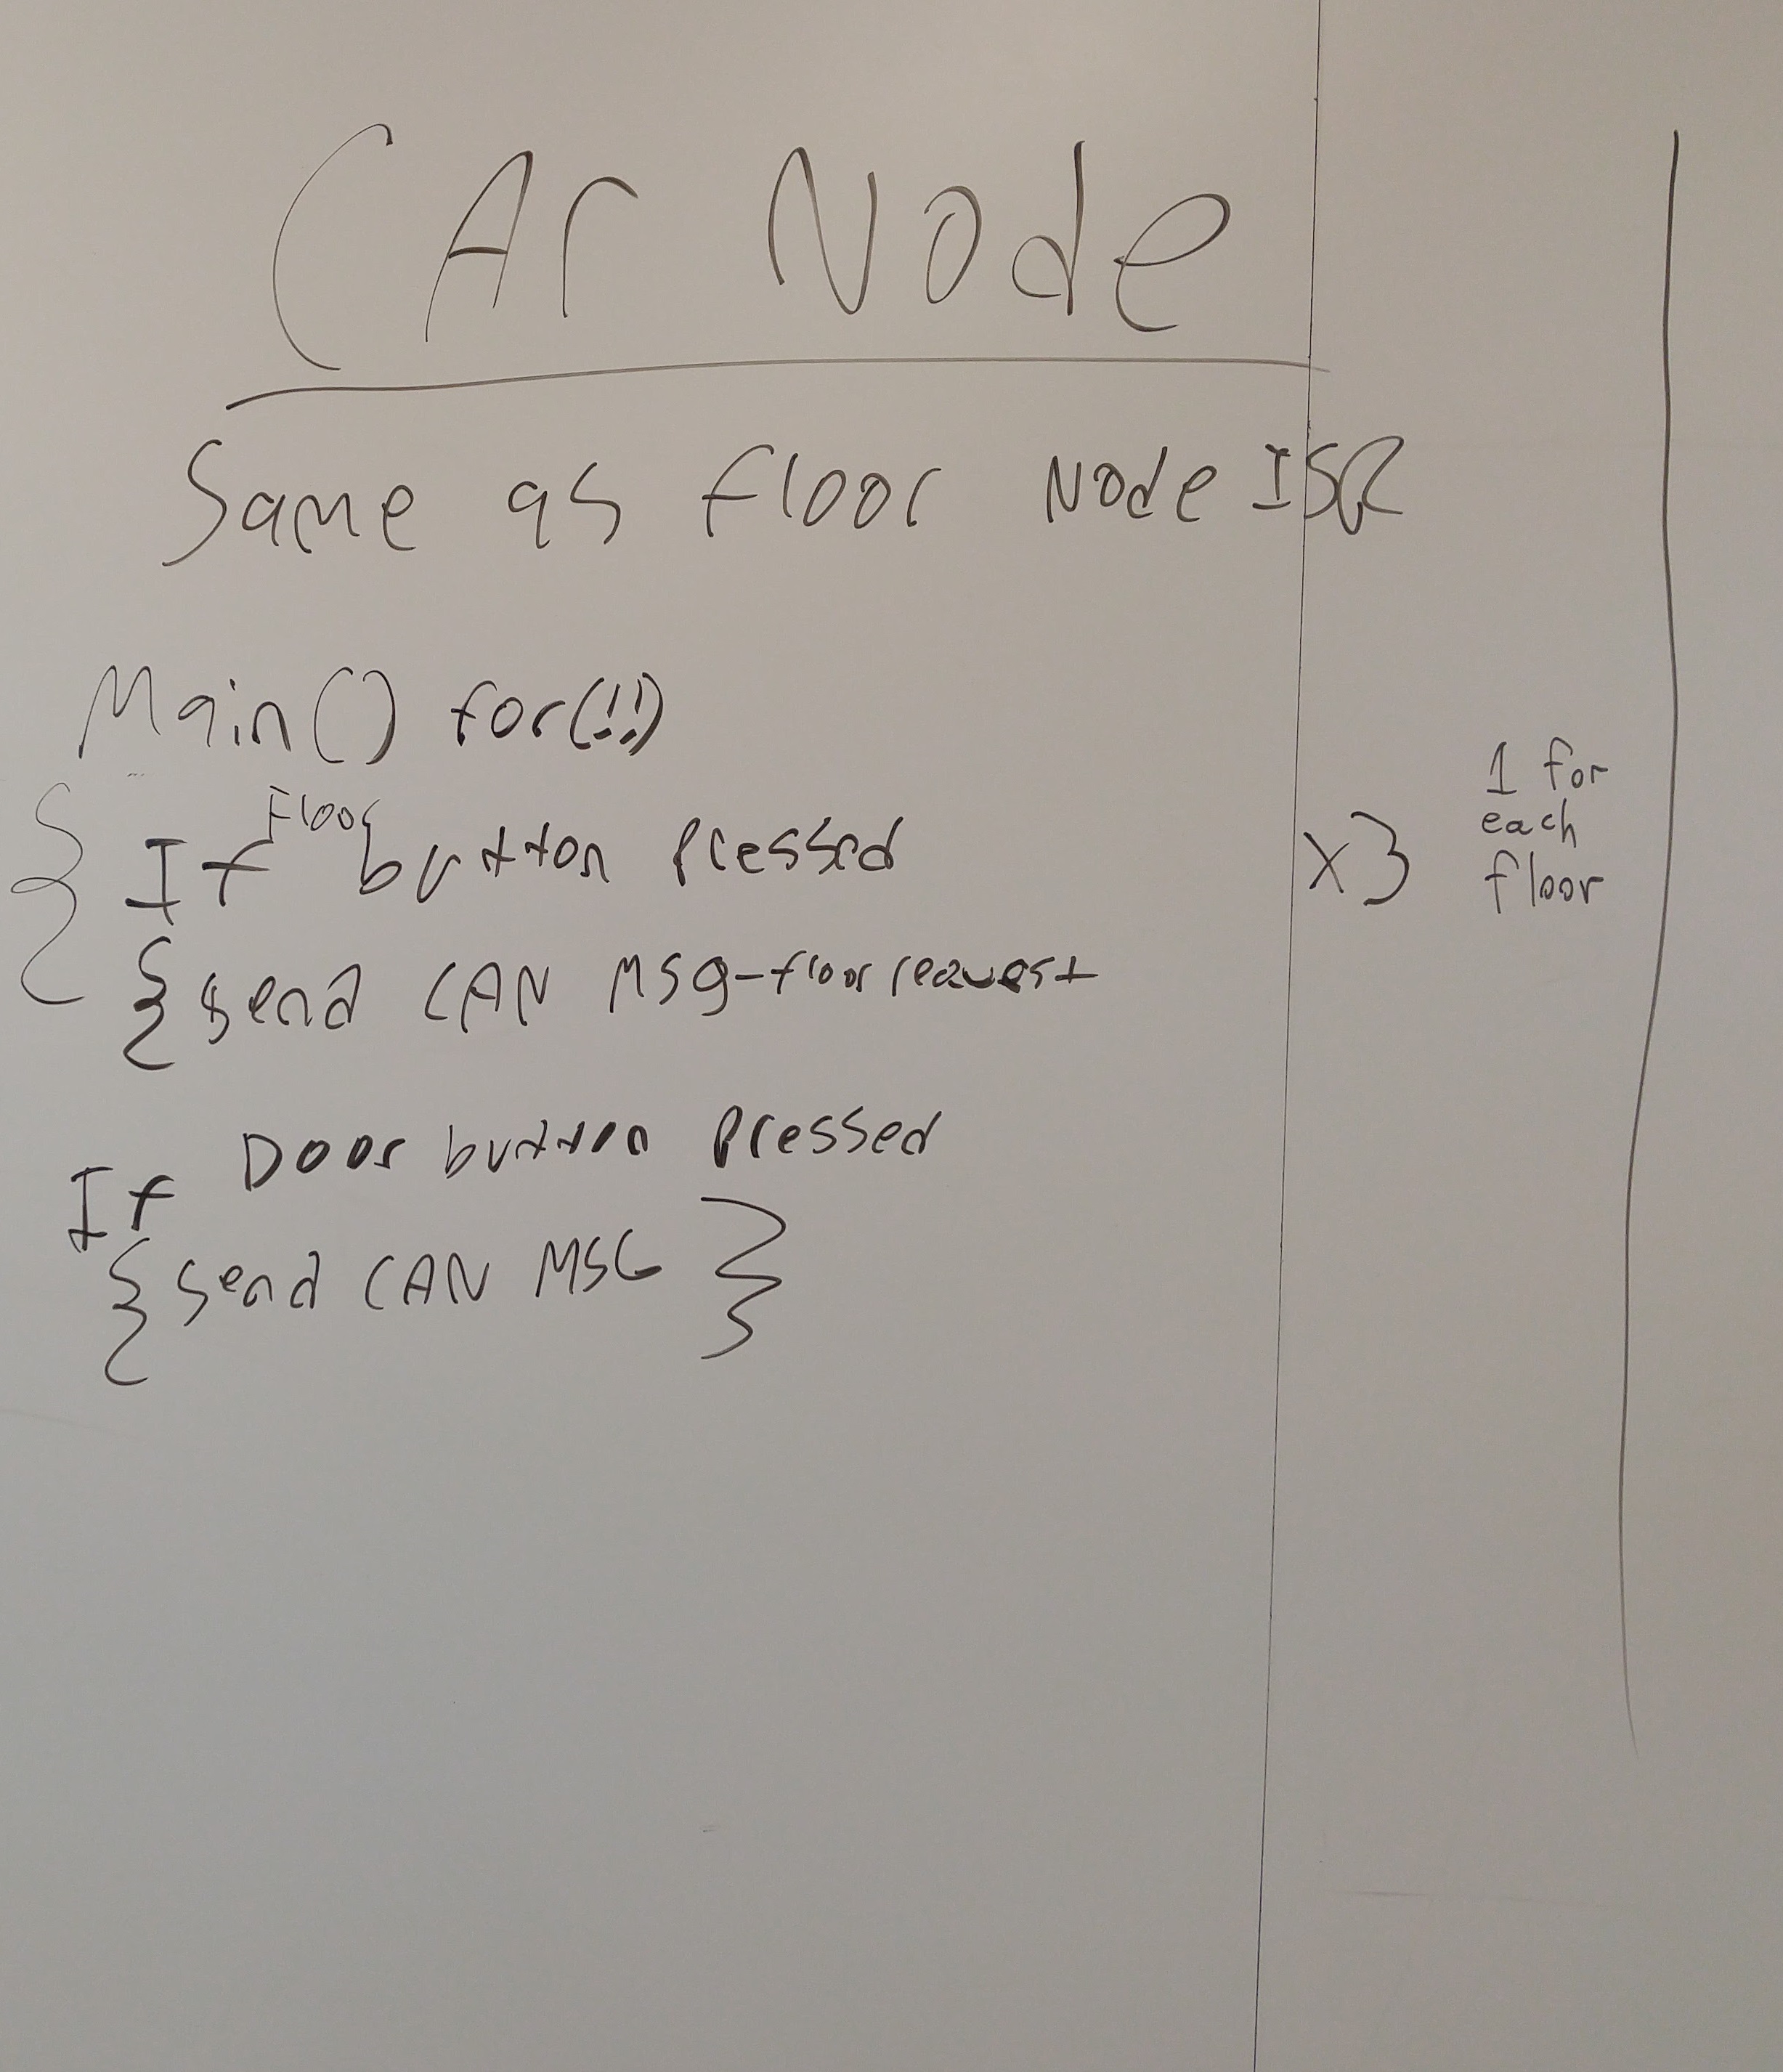 CAr Node
Same as floor Node ISR
Main() for(;;)
{ If Floor button Pressed x3 1 for each floor
{ send CAN Msg-floor request
If Door button Pressed
{ send CAN MSG }